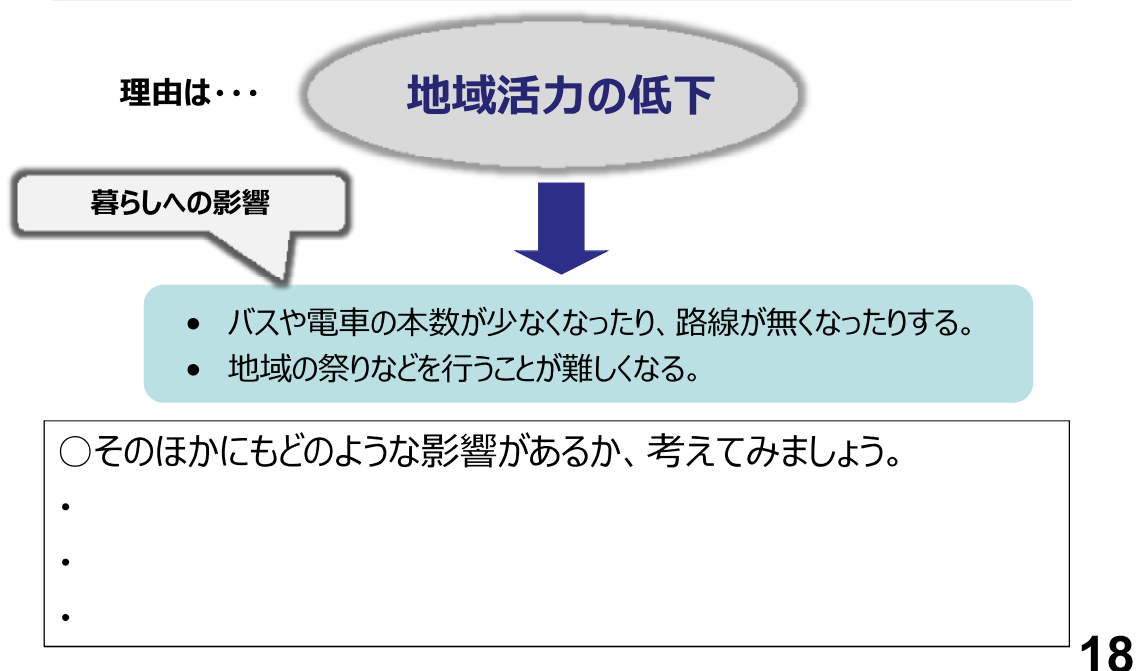 理由は・・・
地域活力の低下
暮らしへの影響
• バスや電車の本数が少なくなったり、路線が無くなったりする。
• 地域の祭りなどを行うことが難しくなる。
○そのほかにもどのような影響があるか、考えてみましょう。
・
・
・
18